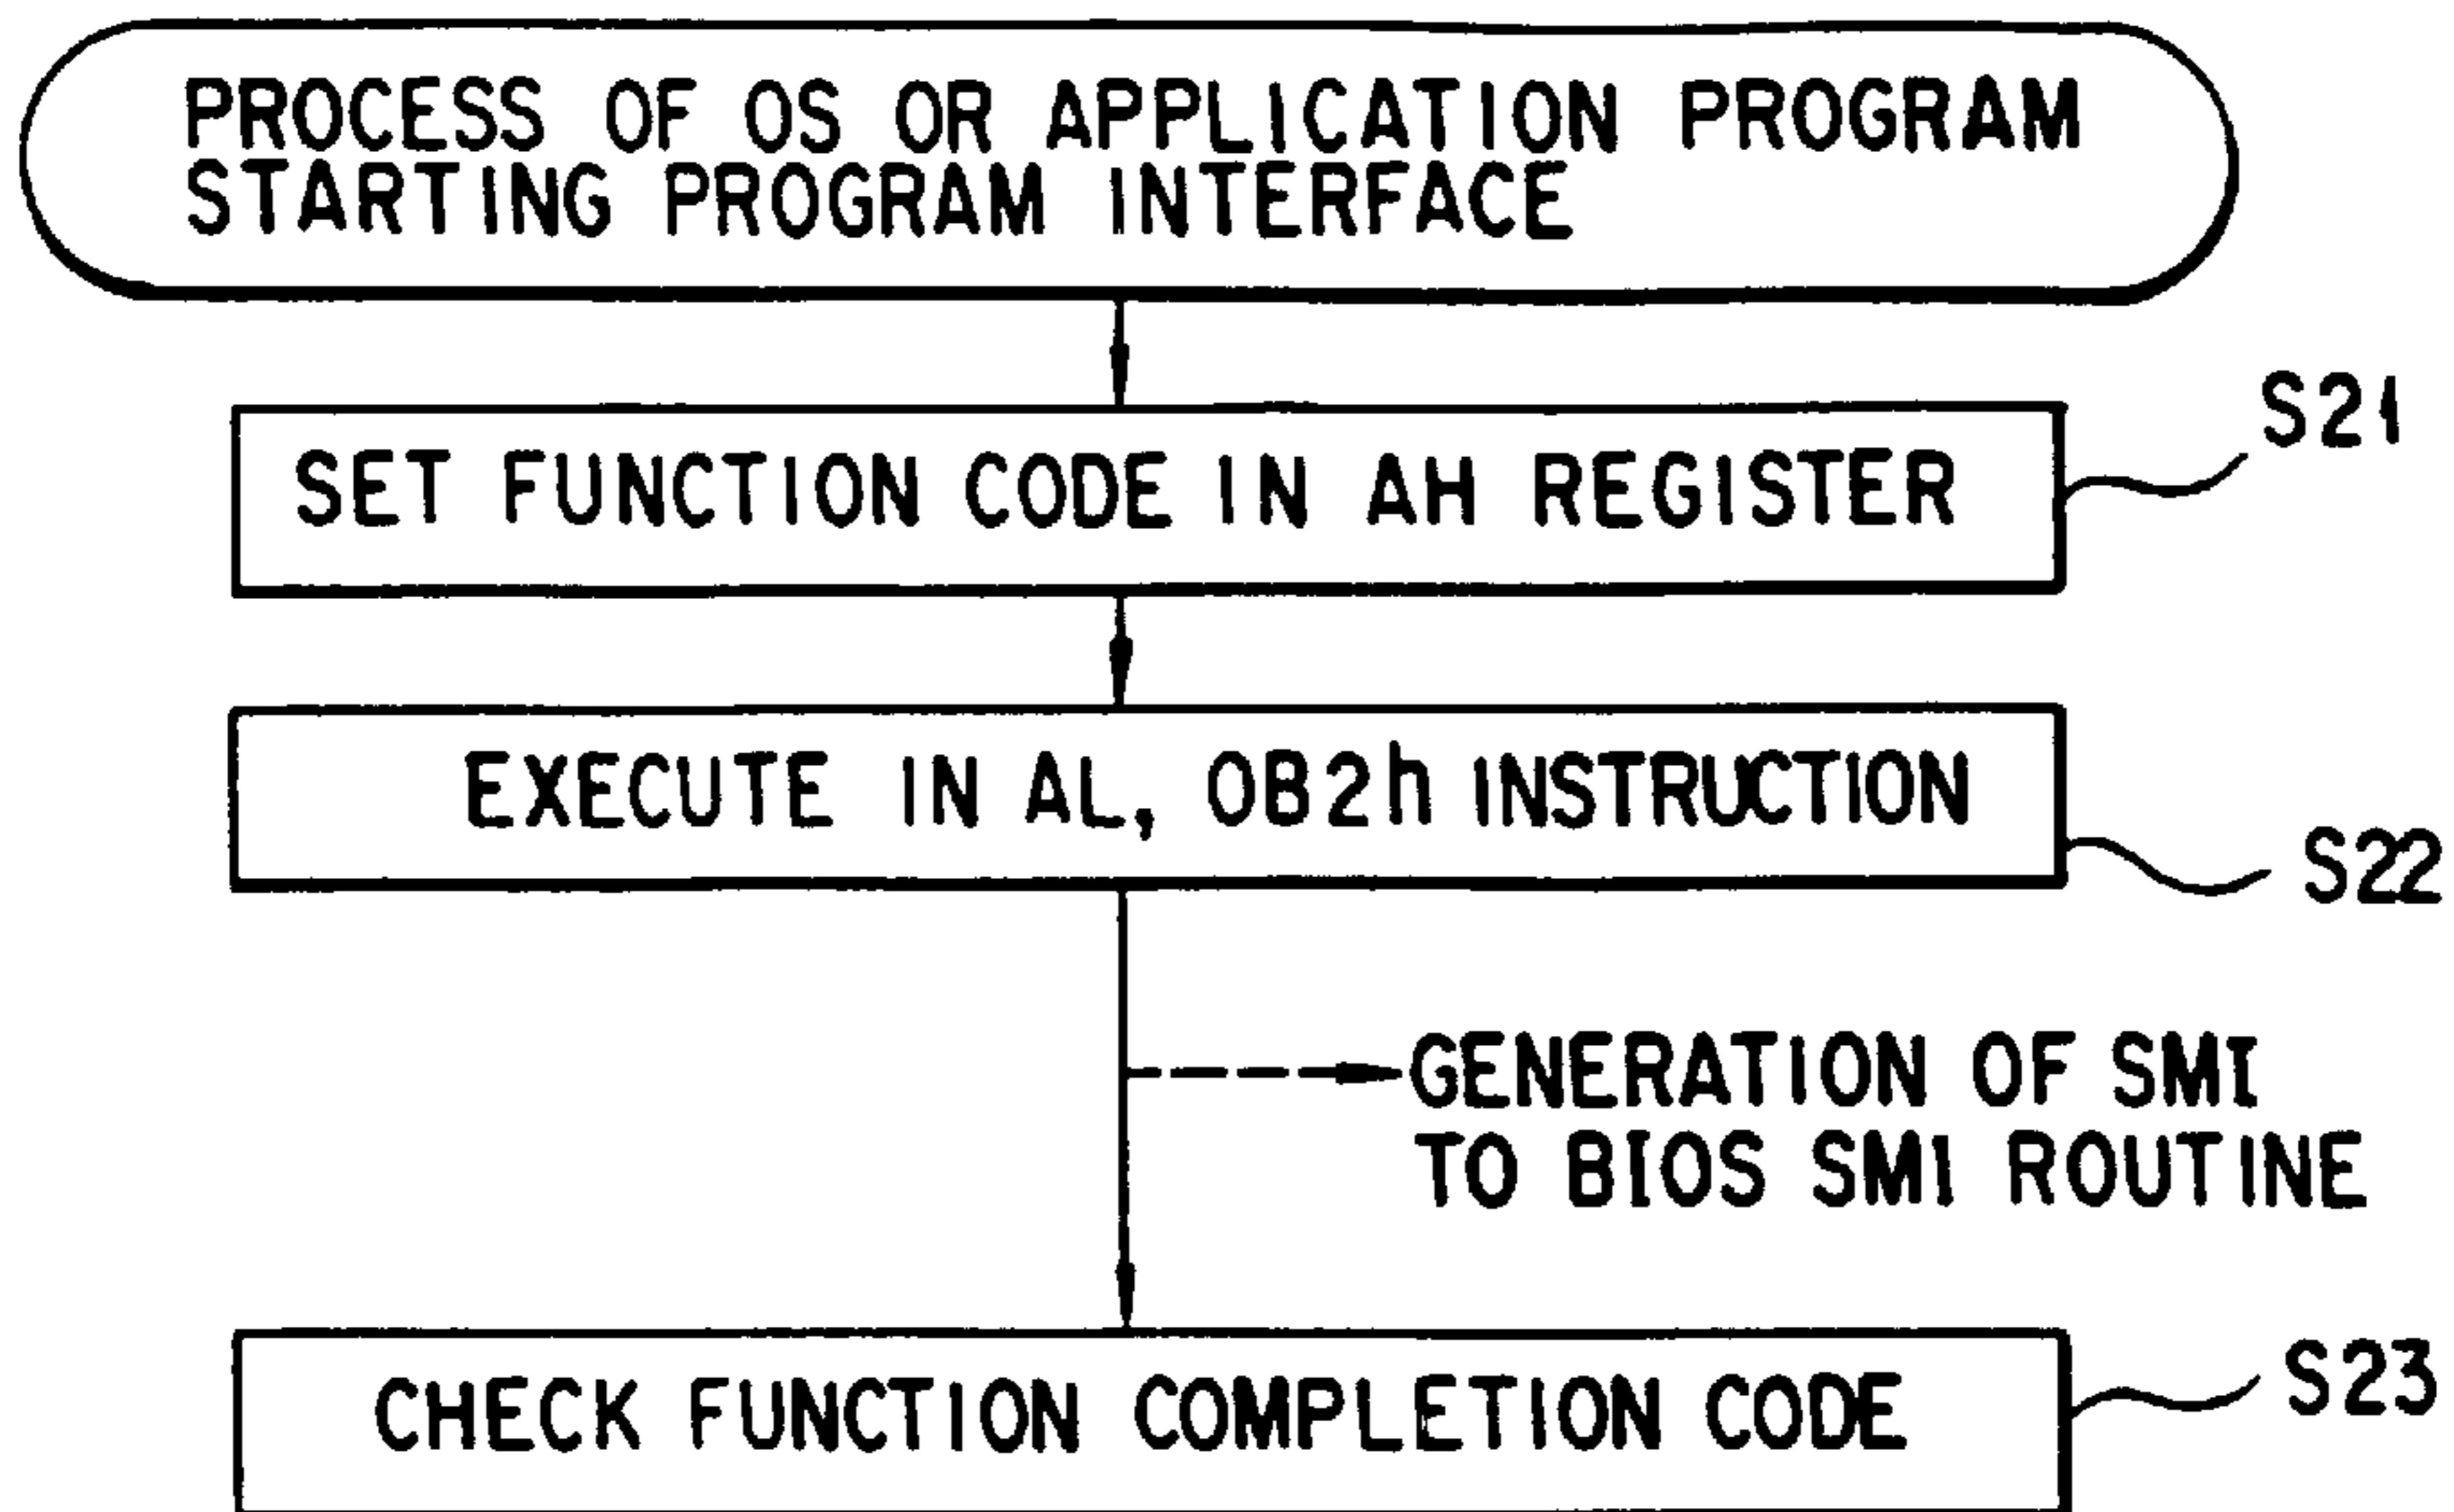 PROCESS OF OS OR APPLICATION PROGRAM
STARTING PROGRAM INTERFACE
S21
SET FUNCTION CODE IN AH REGISTER
EXECUTE IN AL, 0B2h INSTRUCTION
S22
GENERATION OF SMI
TO BIOS SMI ROUTINE
S23
CHECK FUNCTION COMPLETION CODE